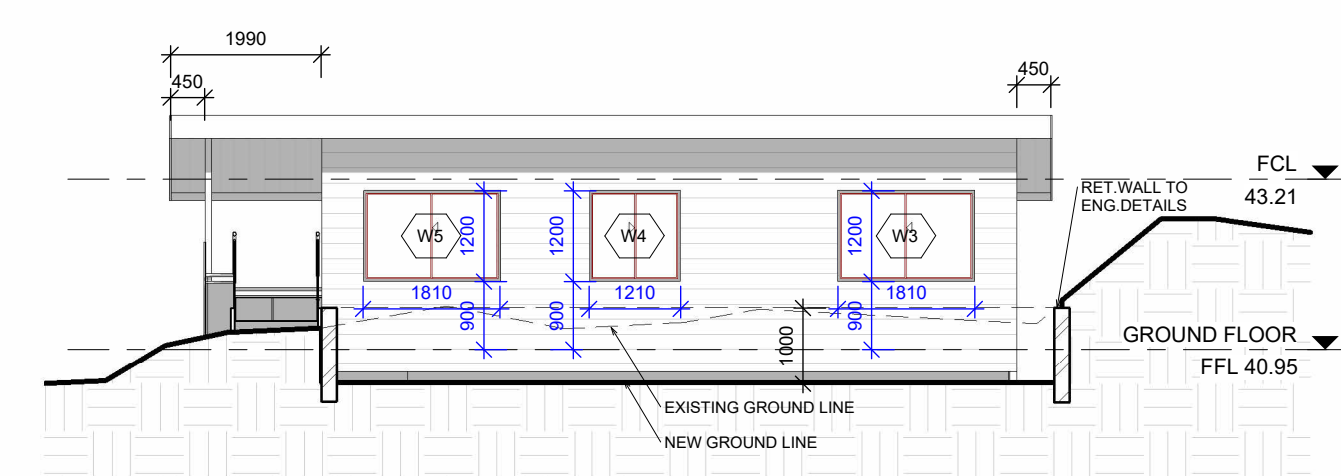 1990
450
450
FCL
43.21
RET.WALL TO
ENG.DETAILS
W5
1200
1200
W4
1200
W3
1810
1210
1810
900
900
900
1000
GROUND FLOOR
FFL 40.95
EXISTING GROUND LINE
NEW GROUND LINE